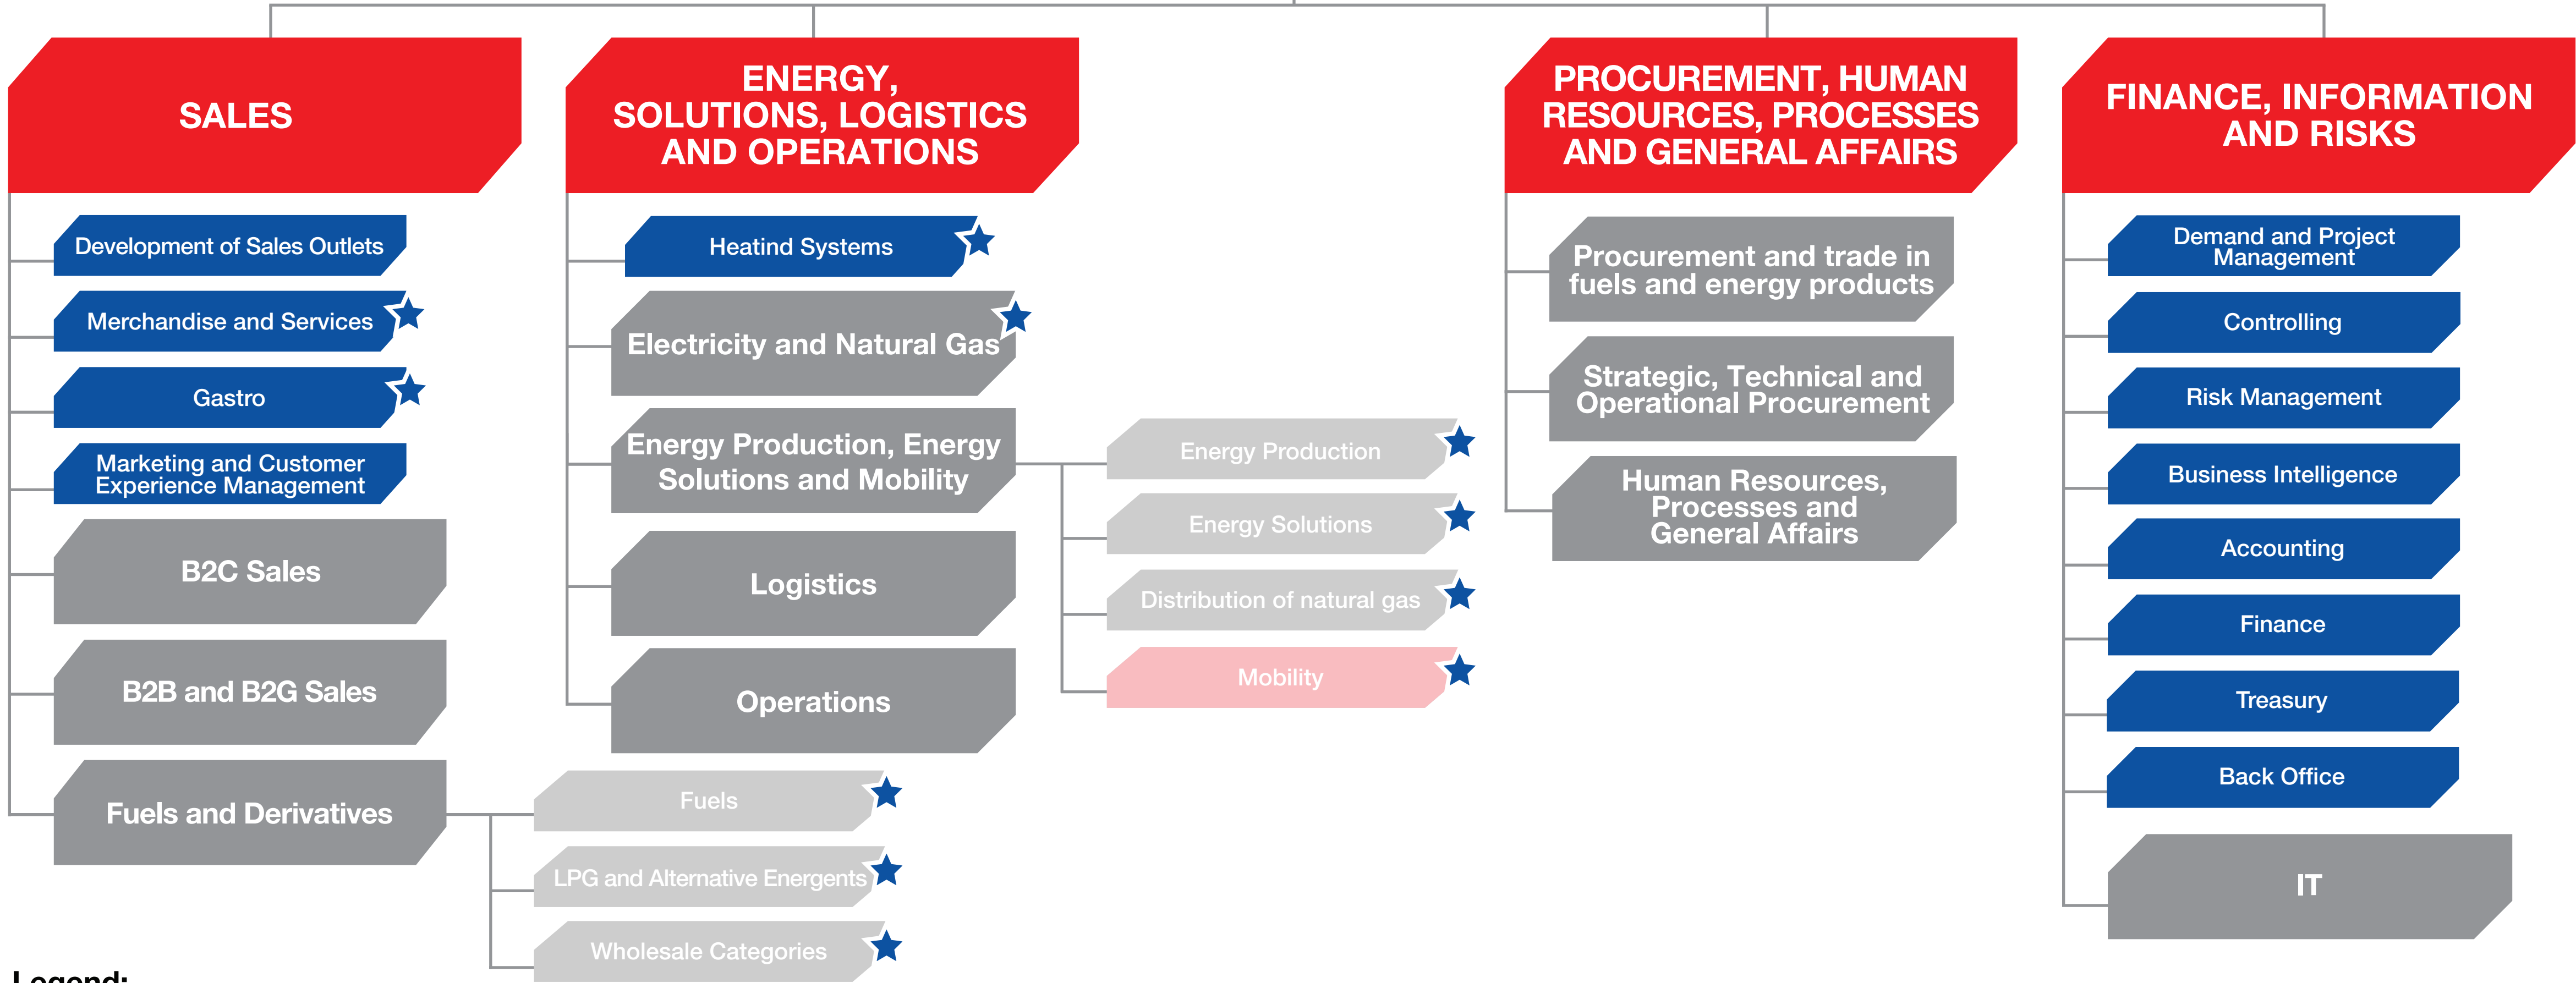 SALES
Development of Sales Outlets
Merchandise and Services
Gastro
Marketing and Customer
Experience Management
B2C Sales
B2B and B2G Sales
Fuels and Derivatives
Fuels
LPG and Alternative Energents
Wholesale Categories
ENERGY,
SOLUTIONS, LOGISTICS
AND OPERATIONS
Heatind Systems
Electricity and Natural Gas
Energy Production, Energy
Solutions and Mobility
Logistics
Operations
Energy Production
Energy Solutions
Distribution of natural gas
Mobility
PROCUREMENT, HUMAN
RESOURCES, PROCESSES
AND GENERAL AFFAIRS
Procurement and trade in
fuels and energy products
Strategic, Technical and
Operational Procurement
Human Resources,
Processes and
General Affairs
FINANCE, INFORMATION
AND RISKS
Demand and Project
Management
Controlling
Risk Management
Business Intelligence
Accounting
Finance
Treasury
Back Office
IT
Legend: